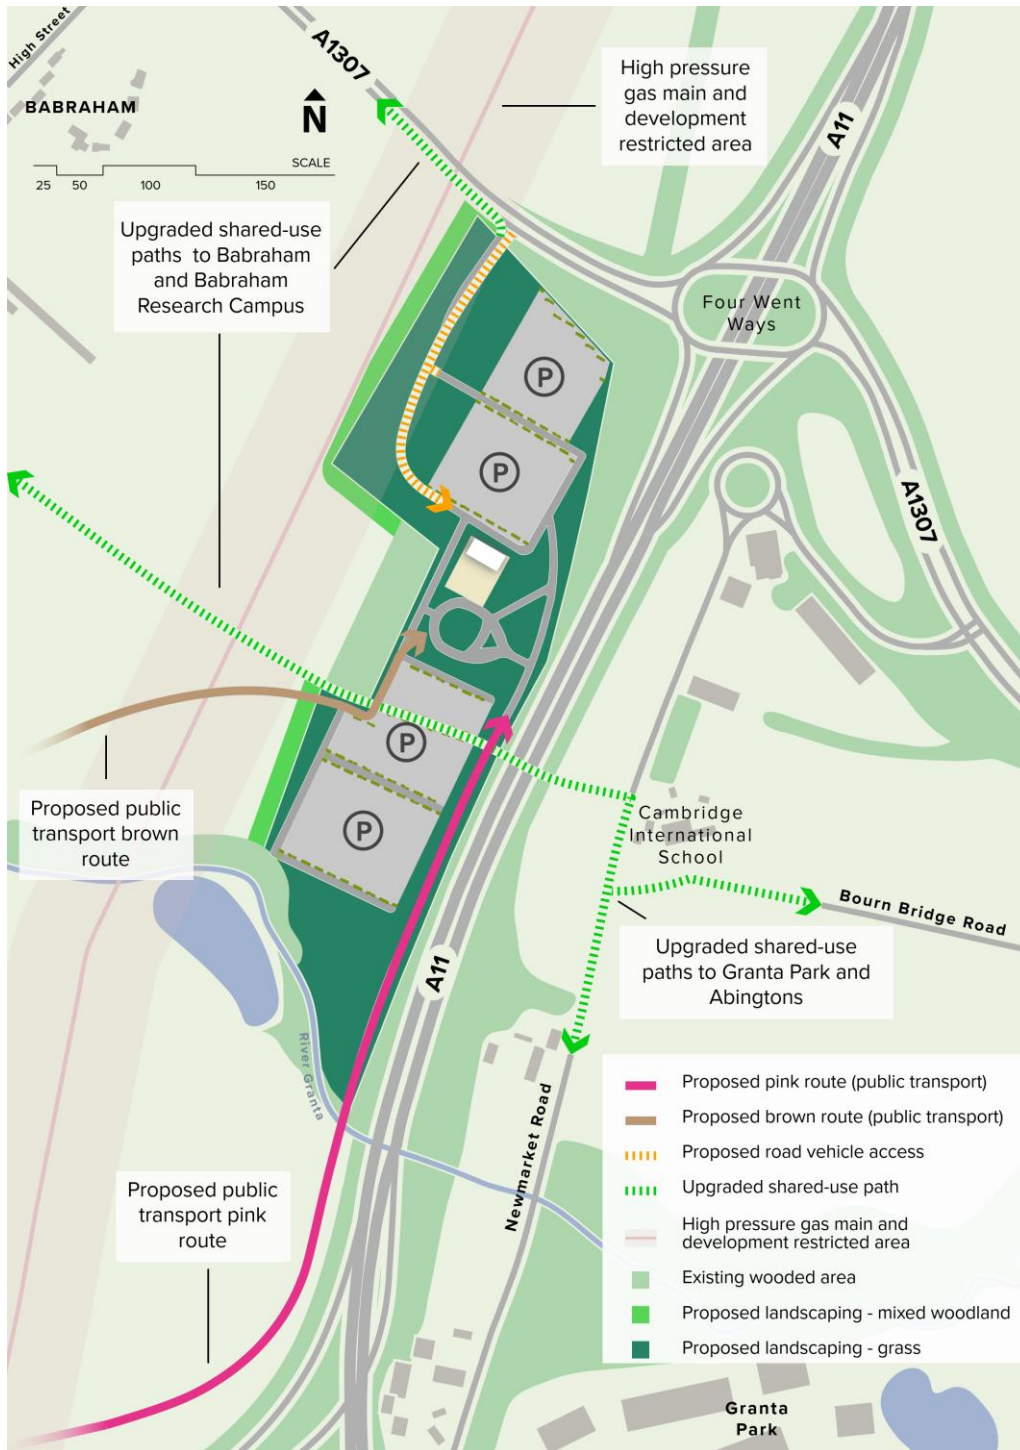 High Street
A1307
BABRAHAM
N
SCALE
25 50 100 150
High pressure
gas main and
development
restricted area
A11
Upgraded shared-use
paths to Babraham
and Babraham
Research Campus
Four Went
Ways
P
P
A1307
P
P
Proposed public
transport brown
route
Cambridge
International
School
Bourn Bridge Road
Upgraded shared-use
paths to Granta Park and
Abingtons
A11
River Granta
Newmarket Road
Proposed public
transport pink
route
Proposed pink route (public transport)
Proposed brown route (public transport)
Proposed road vehicle access
Upgraded shared-use path
High pressure gas main and
development restricted area
Existing wooded area
Proposed landscaping - mixed woodland
Proposed landscaping - grass
Granta
Park